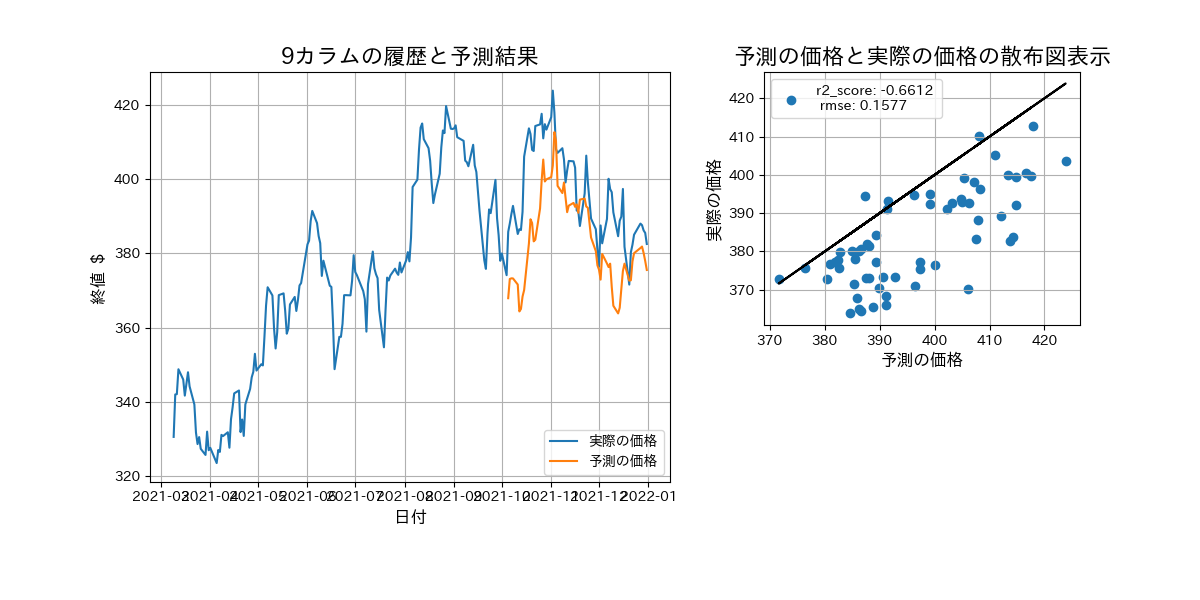 9カラムの履歴と予測結果
420
400
380
360
340
320
終値 $
2021-03 2021-04 2021-05 2021-06 2021-07 2021-08 2021-09 2021-10 2021-11 2021-12 2022-01
日付
実際の価格
予測の価格
予測の価格と実際の価格の散布図表示
r2_score: -0.6612
rmse: 0.1577
420
410
400
390
380
370
実際の価格
370 380 390 400 410 420
予測の価格